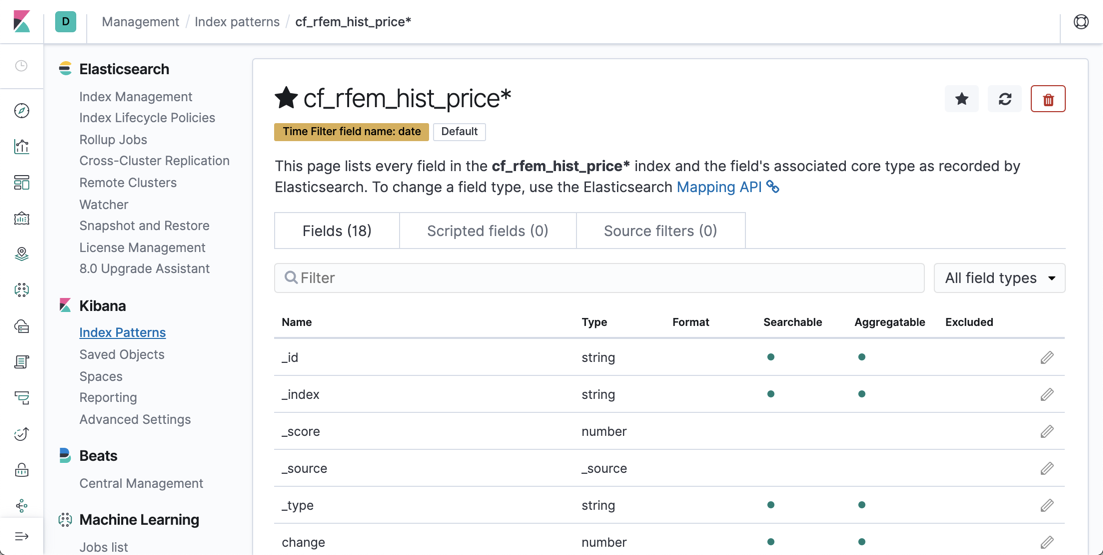 D Management / Index patterns / cf_rfem_hist_price*
Elasticsearch
Index Management
Index Lifecycle Policies
Rollup Jobs
Cross-Cluster Replication
Remote Clusters
Watcher
Snapshot and Restore
License Management
8.0 Upgrade Assistant
Kibana
Index Patterns
Saved Objects
Spaces
Reporting
Advanced Settings
Beats
Central Management
Machine Learning
Jobs list
cf_rfem_hist_price*
Time Filter field name: date Default
This page lists every field in the cf_rfem_hist_price* index and the field's associated core type as recorded by
Elasticsearch. To change a field type, use the Elasticsearch Mapping API
Fields (18) Scripted fields (0) Source filters (0)
Filter All field types
Name Type Format Searchable Aggregatable Excluded
_id string
_index string
_score number
_source _source
_type string
change number